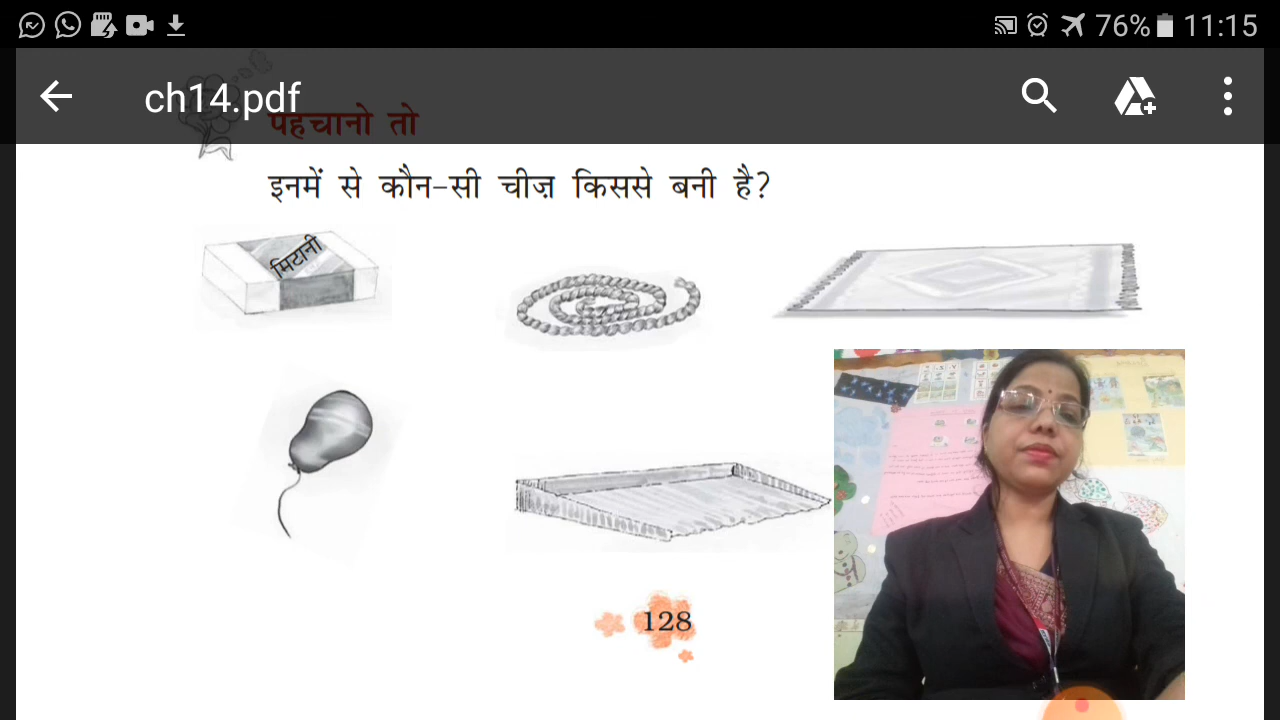 76% 11:15
ch14.pdf
पहचानो तो
इनमें से कौन-सी चीज़ किससे बनी है?
मिटानी
128